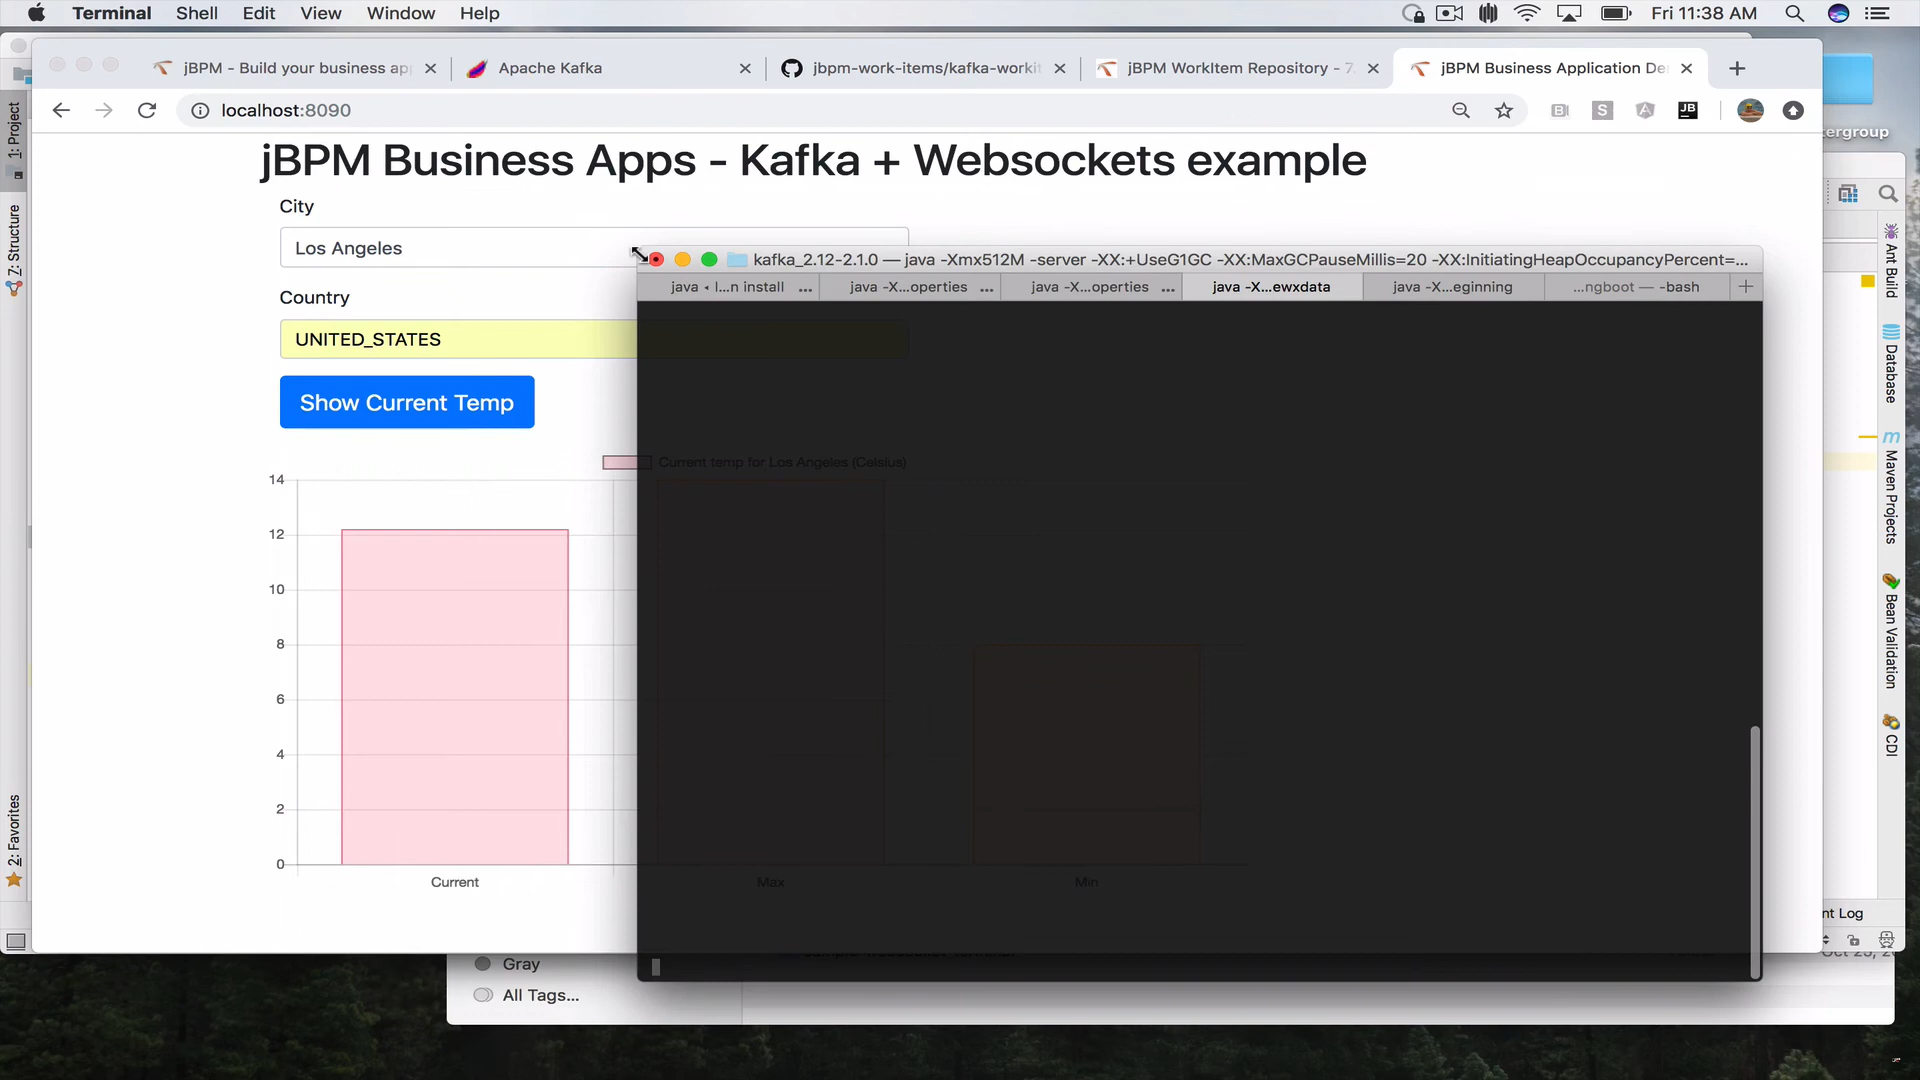 Terminal Shell Edit View Window Help
Fri 11:38 AM
jBPM - Build your business ap
Apache Kafka
jbpm-work-items/kafka-workit
jBPM WorkItem Repository - 7.
jBPM Business Application De
localhost:8090
tergroup
jBPM Business Apps - Kafka + Websockets example
City
Los Angeles
Country
UNITED_STATES
Show Current Temp
kafka_2.12-2.1.0 — java -Xmx512M -server -XX:+UseG1GC -XX:MaxGCPauseMillis=20 -XX:InitiatingHeapOccupancyPercent=...
java ◂ l...n install ...
java -X...operties ...
java -X...operties ...
java -X...ewxdata
java -X...eginning
...ngboot — -bash
Current temp for Los Angeles (Celsius)
14
12
10
8
6
4
2
0
Current
Max
Min
1: Project
7: Structure
2: Favorites
Ant Build
Database
Maven Projects
Bean Validation
CDI
nt Log
Gray
All Tags...